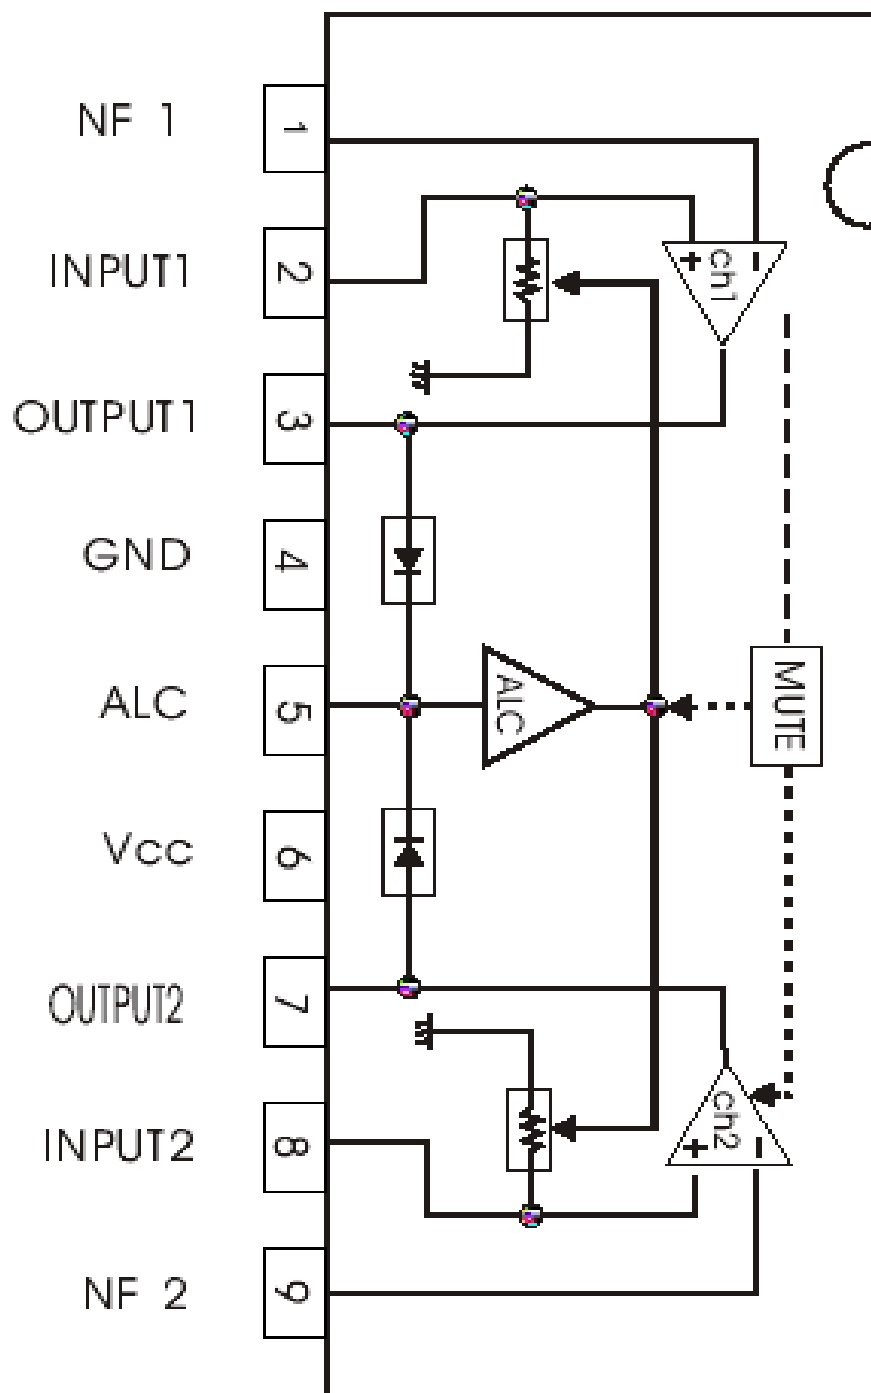 NF 1
1
+ - ch1
INPUT1
2
OUTPUT1
3
GND
4
ALC
5
ALC
MUTE
Vcc
6
OUTPUT2
7
INPUT2
8
+ - ch2
NF 2
9